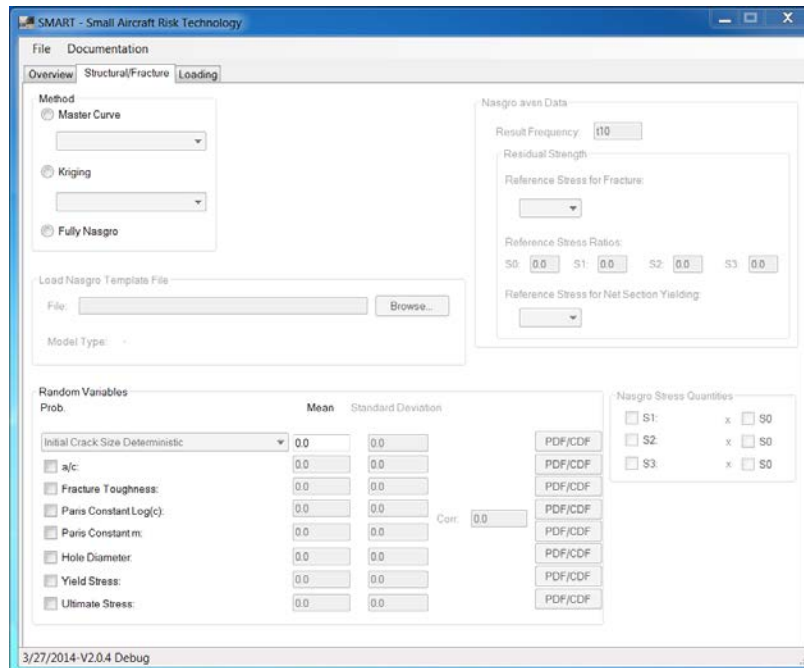 SMART - Small Aircraft Risk Technology
File Documentation
Overview Structural/Fracture Loading
Method
Master Curve
Kriging
Fully Nasgro
Load Nasgro Template File
File: Browse...
Model Type: -
Nasgro avsn Data
Result Frequency: t10
Residual Strength
Reference Stress for Fracture:
Reference Stress Ratios:
S0: 0.0 S1: 0.0 S2: 0.0 S3: 0.0
Reference Stress for Net Section Yielding:
Random Variables
Prob. Mean Standard Deviation
Initial Crack Size Deterministic 0.0 0.0 PDF/CDF
a/c: 0.0 0.0 PDF/CDF
Fracture Toughness: 0.0 0.0 PDF/CDF
Paris Constant Log(c): 0.0 0.0 PDF/CDF
Corr. 0.0
Paris Constant m: 0.0 0.0 PDF/CDF
Hole Diameter: 0.0 0.0 PDF/CDF
Yield Stress: 0.0 0.0 PDF/CDF
Ultimate Stress: 0.0 0.0 PDF/CDF
Nasgro Stress Quantities
S1: x S0
S2: x S0
S3: x S0
3/27/2014-V2.0.4 Debug